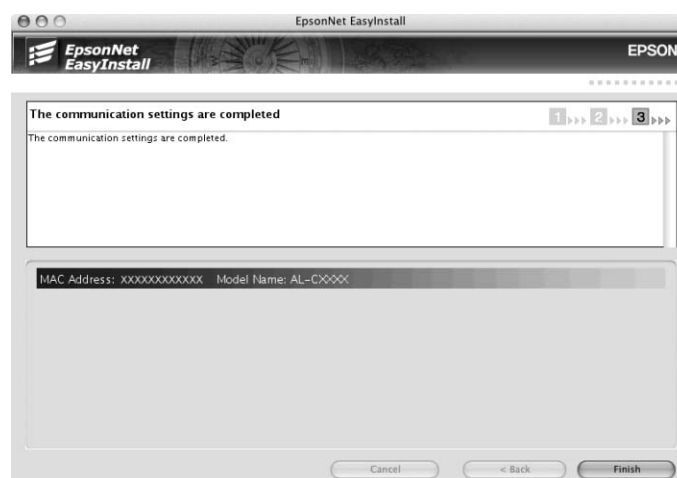 EpsonNet EasyInstall
EpsonNet
EasyInstall
EPSON
The communication settings are completed
1 2 3
The communication settings are completed.
MAC Address: XXXXXXXXXXXX Model Name: AL-CXXXX
Cancel < Back Finish